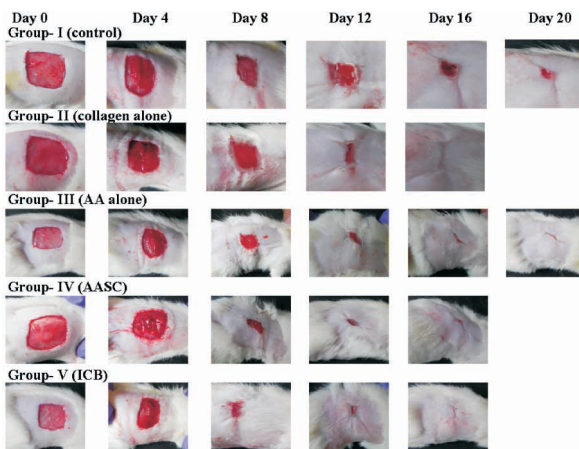 Day 0 Day 4 Day 8 Day 12 Day 16 Day 20
Group- I (control)
Group- II (collagen alone)
Group- III (AA alone)
Group- IV (AASC)
Group- V (ICB)